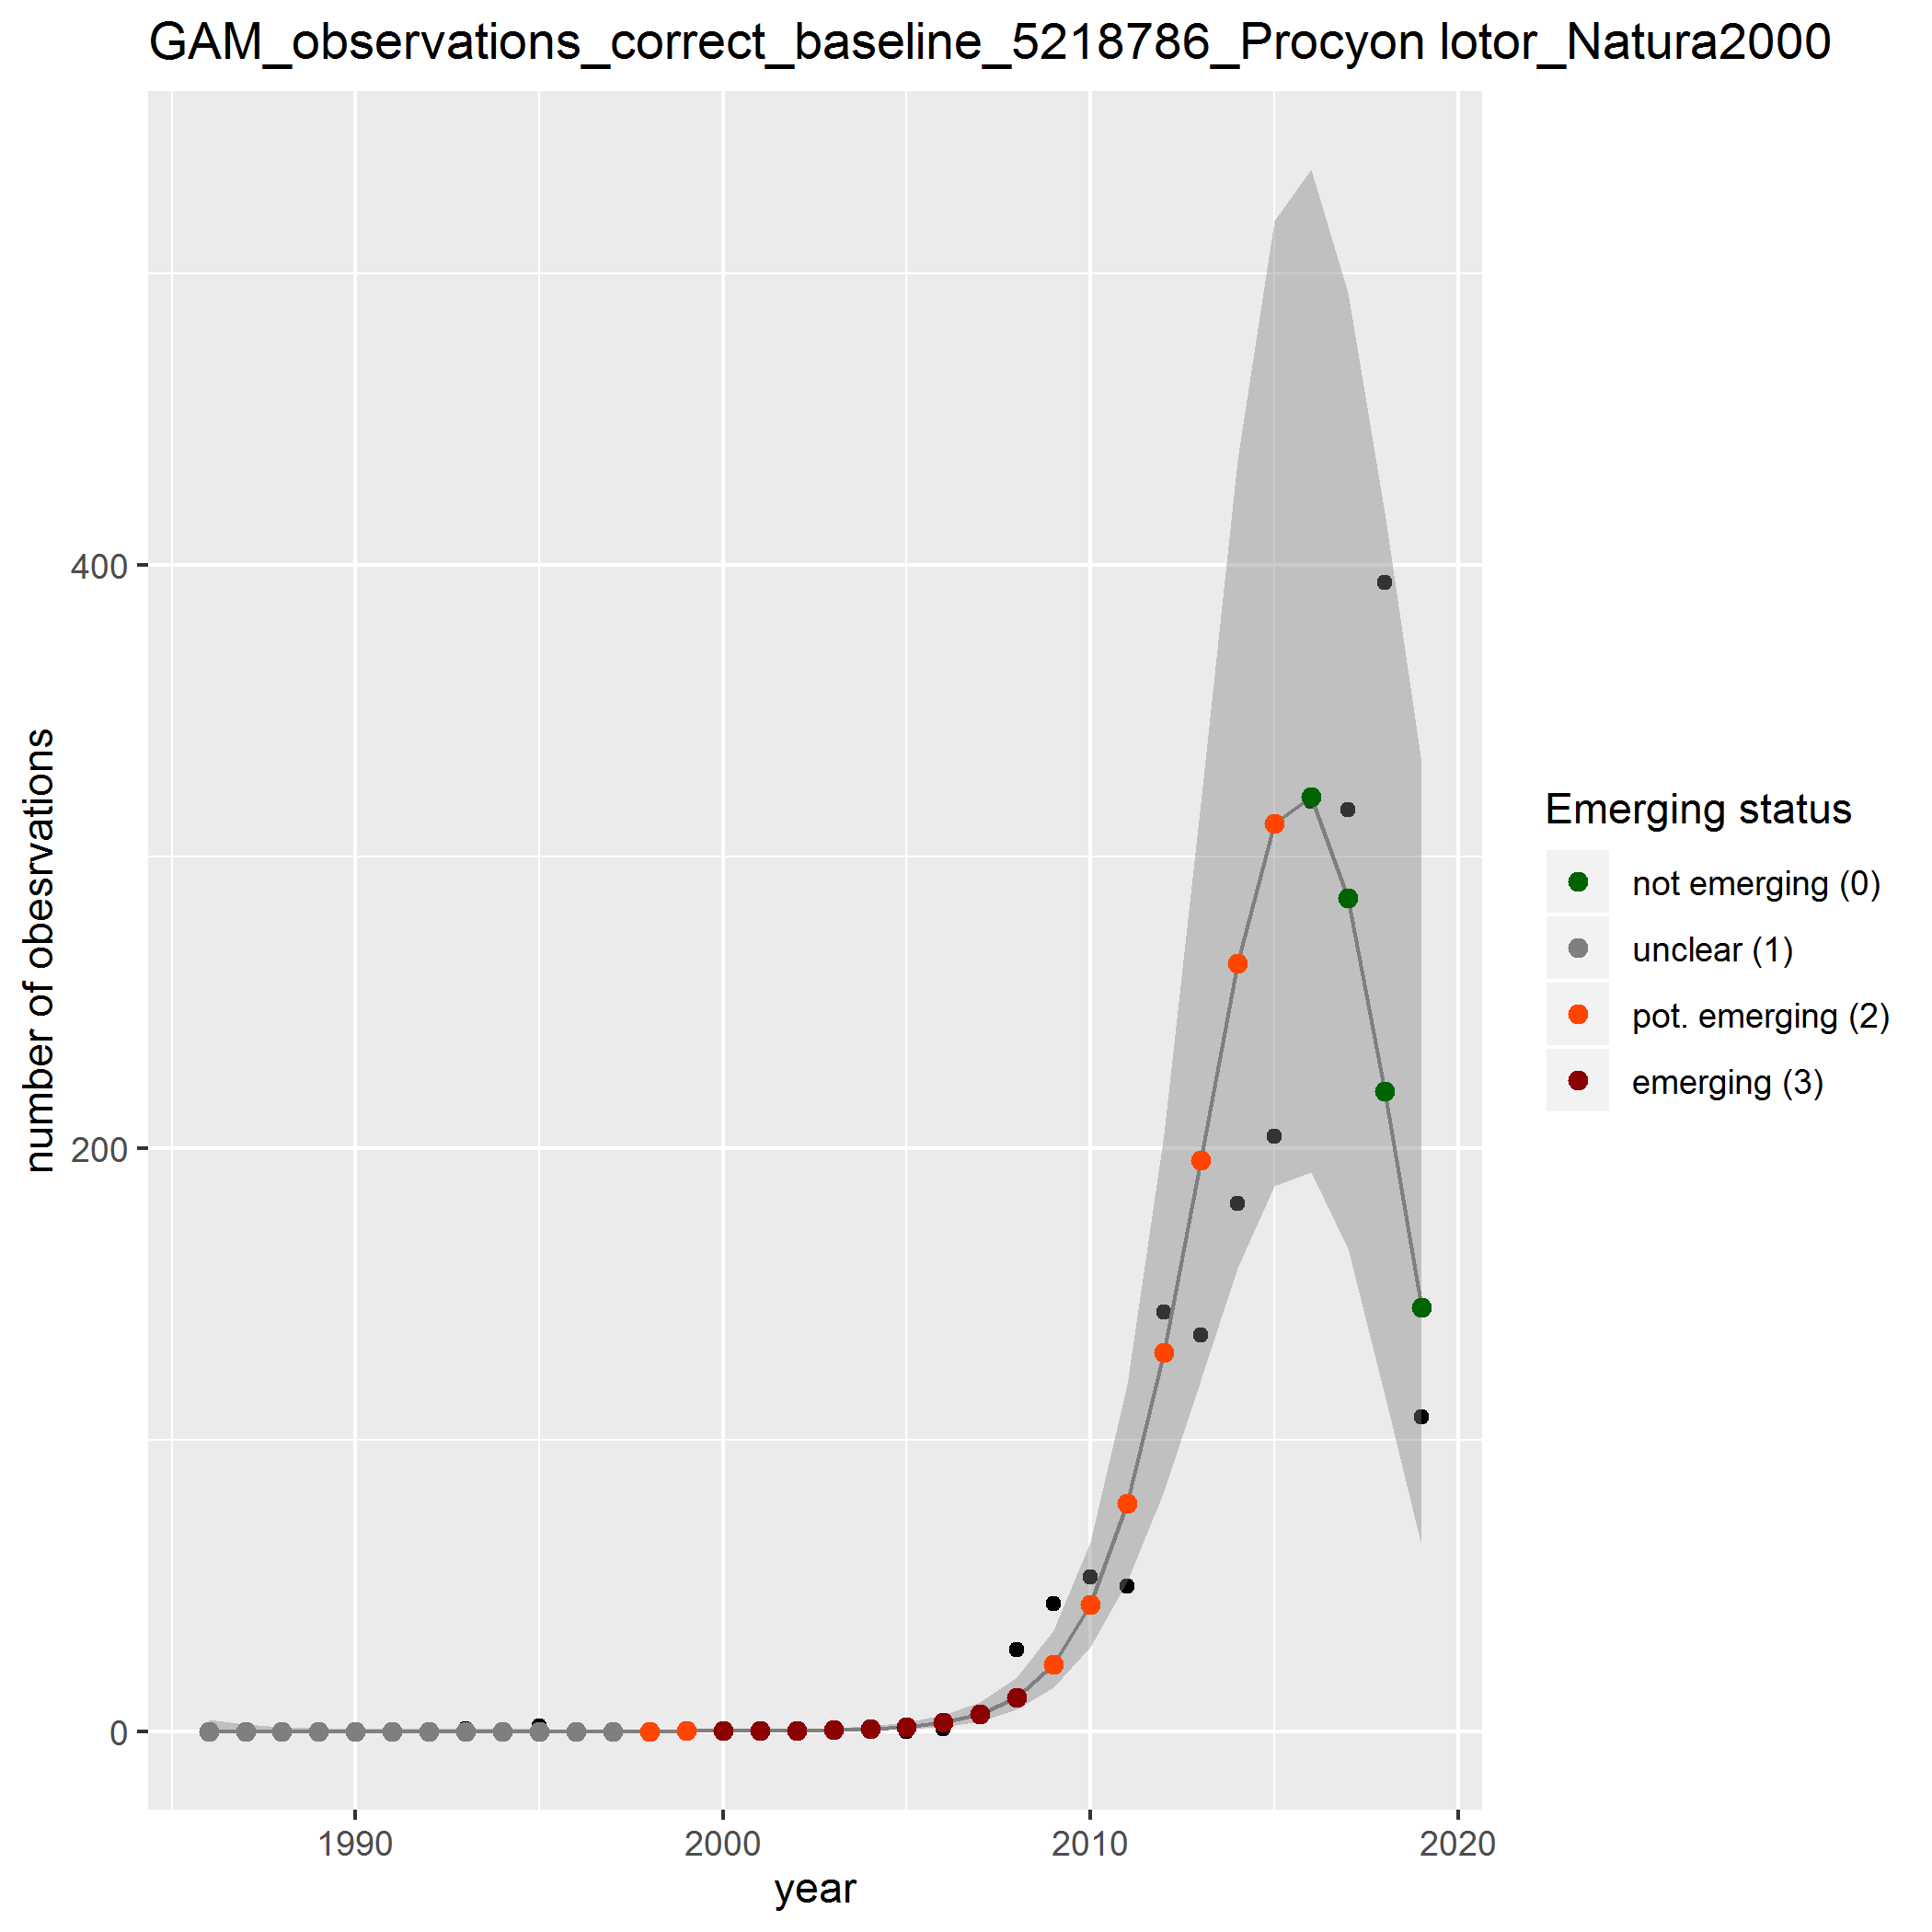 GAM_observations_correct_baseline_5218786_Procyon lotor_Natura2000
number of obesrvations
400
200
0
1990
2000
2010
2020
year
Emerging status
not emerging (0)
unclear (1)
pot. emerging (2)
emerging (3)